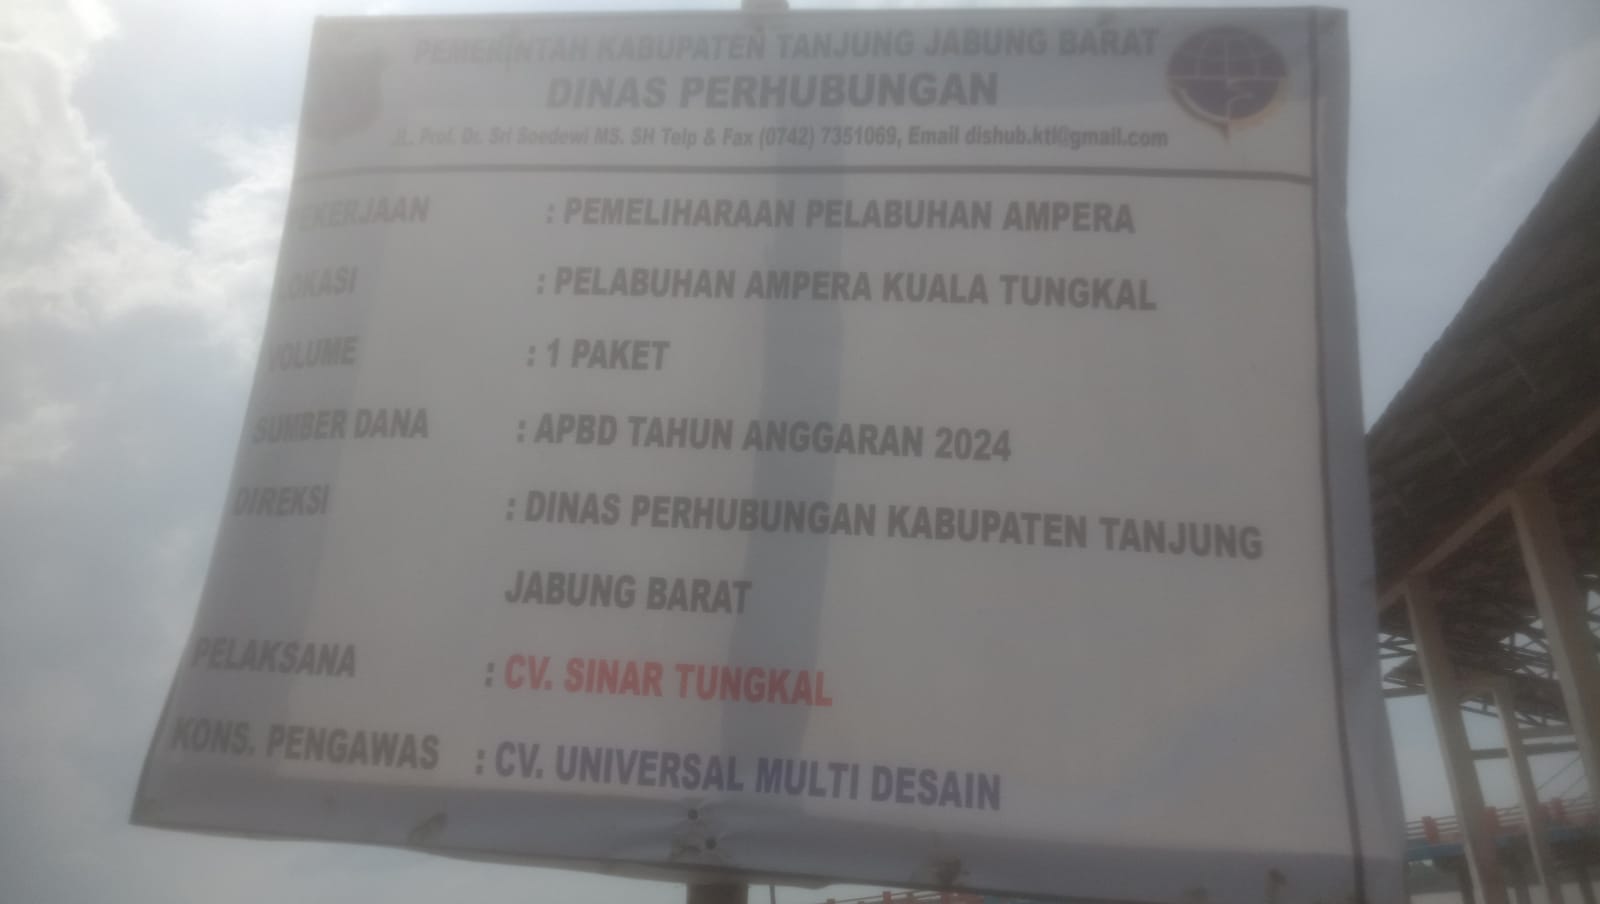 PEMERINTAH KABUPATEN TANJUNG JABUNG BARAT
DINAS PERHUBUNGAN
JL. Prof. Dr. Sri Soedewi MS. SH Telp & Fax (0742) 7351069, Email dishub.ktl@gmail.com
PEKERJAAN : PEMELIHARAAN PELABUHAN AMPERA
LOKASI : PELABUHAN AMPERA KUALA TUNGKAL
VOLUME : 1 PAKET
SUMBER DANA : APBD TAHUN ANGGARAN 2024
DIREKSI : DINAS PERHUBUNGAN KABUPATEN TANJUNG
JABUNG BARAT
PELAKSANA : CV. SINAR TUNGKAL
KONS. PENGAWAS : CV. UNIVERSAL MULTI DESAIN